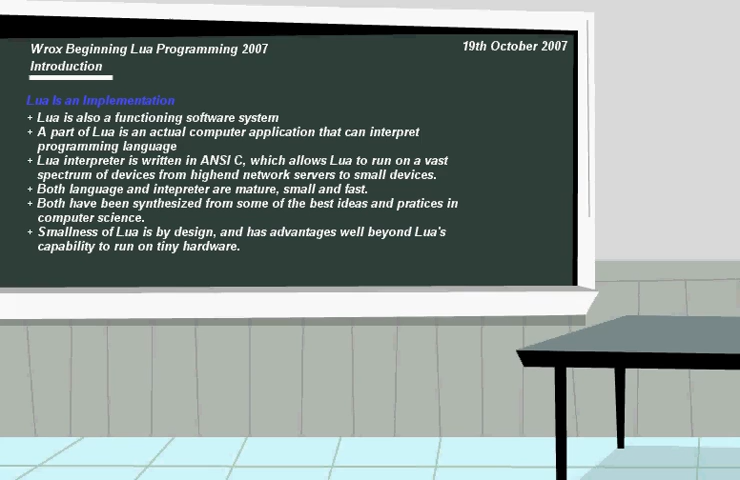 Wrox Beginning Lua Programming 2007
19th October 2007
Introduction
Lua Is an Implementation
+ Lua is also a functioning software system
+ A part of Lua is an actual computer application that can interpret
programming language
+ Lua interpreter is written in ANSI C, which allows Lua to run on a vast
spectrum of devices from highend network servers to small devices.
+ Both language and intepreter are mature, small and fast.
+ Both have been synthesized from some of the best ideas and pratices in
computer science.
+ Smallness of Lua is by design, and has advantages well beyond Lua's
capability to run on tiny hardware.